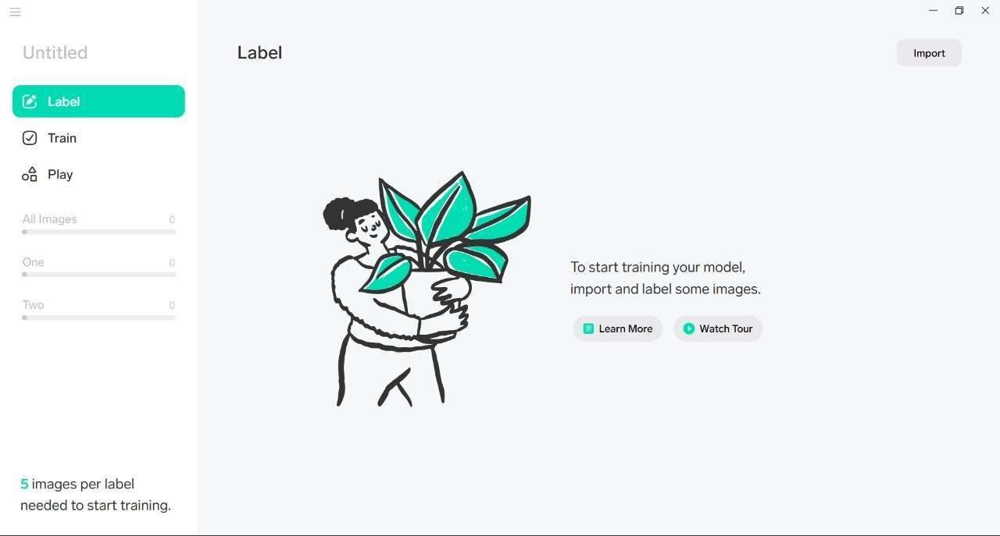 Untitled
Label
Train
Play
All Images 0
One 0
Two 0
5 images per label
needed to start training.
Label
Import
To start training your model,
import and label some images.
Learn More
Watch Tour